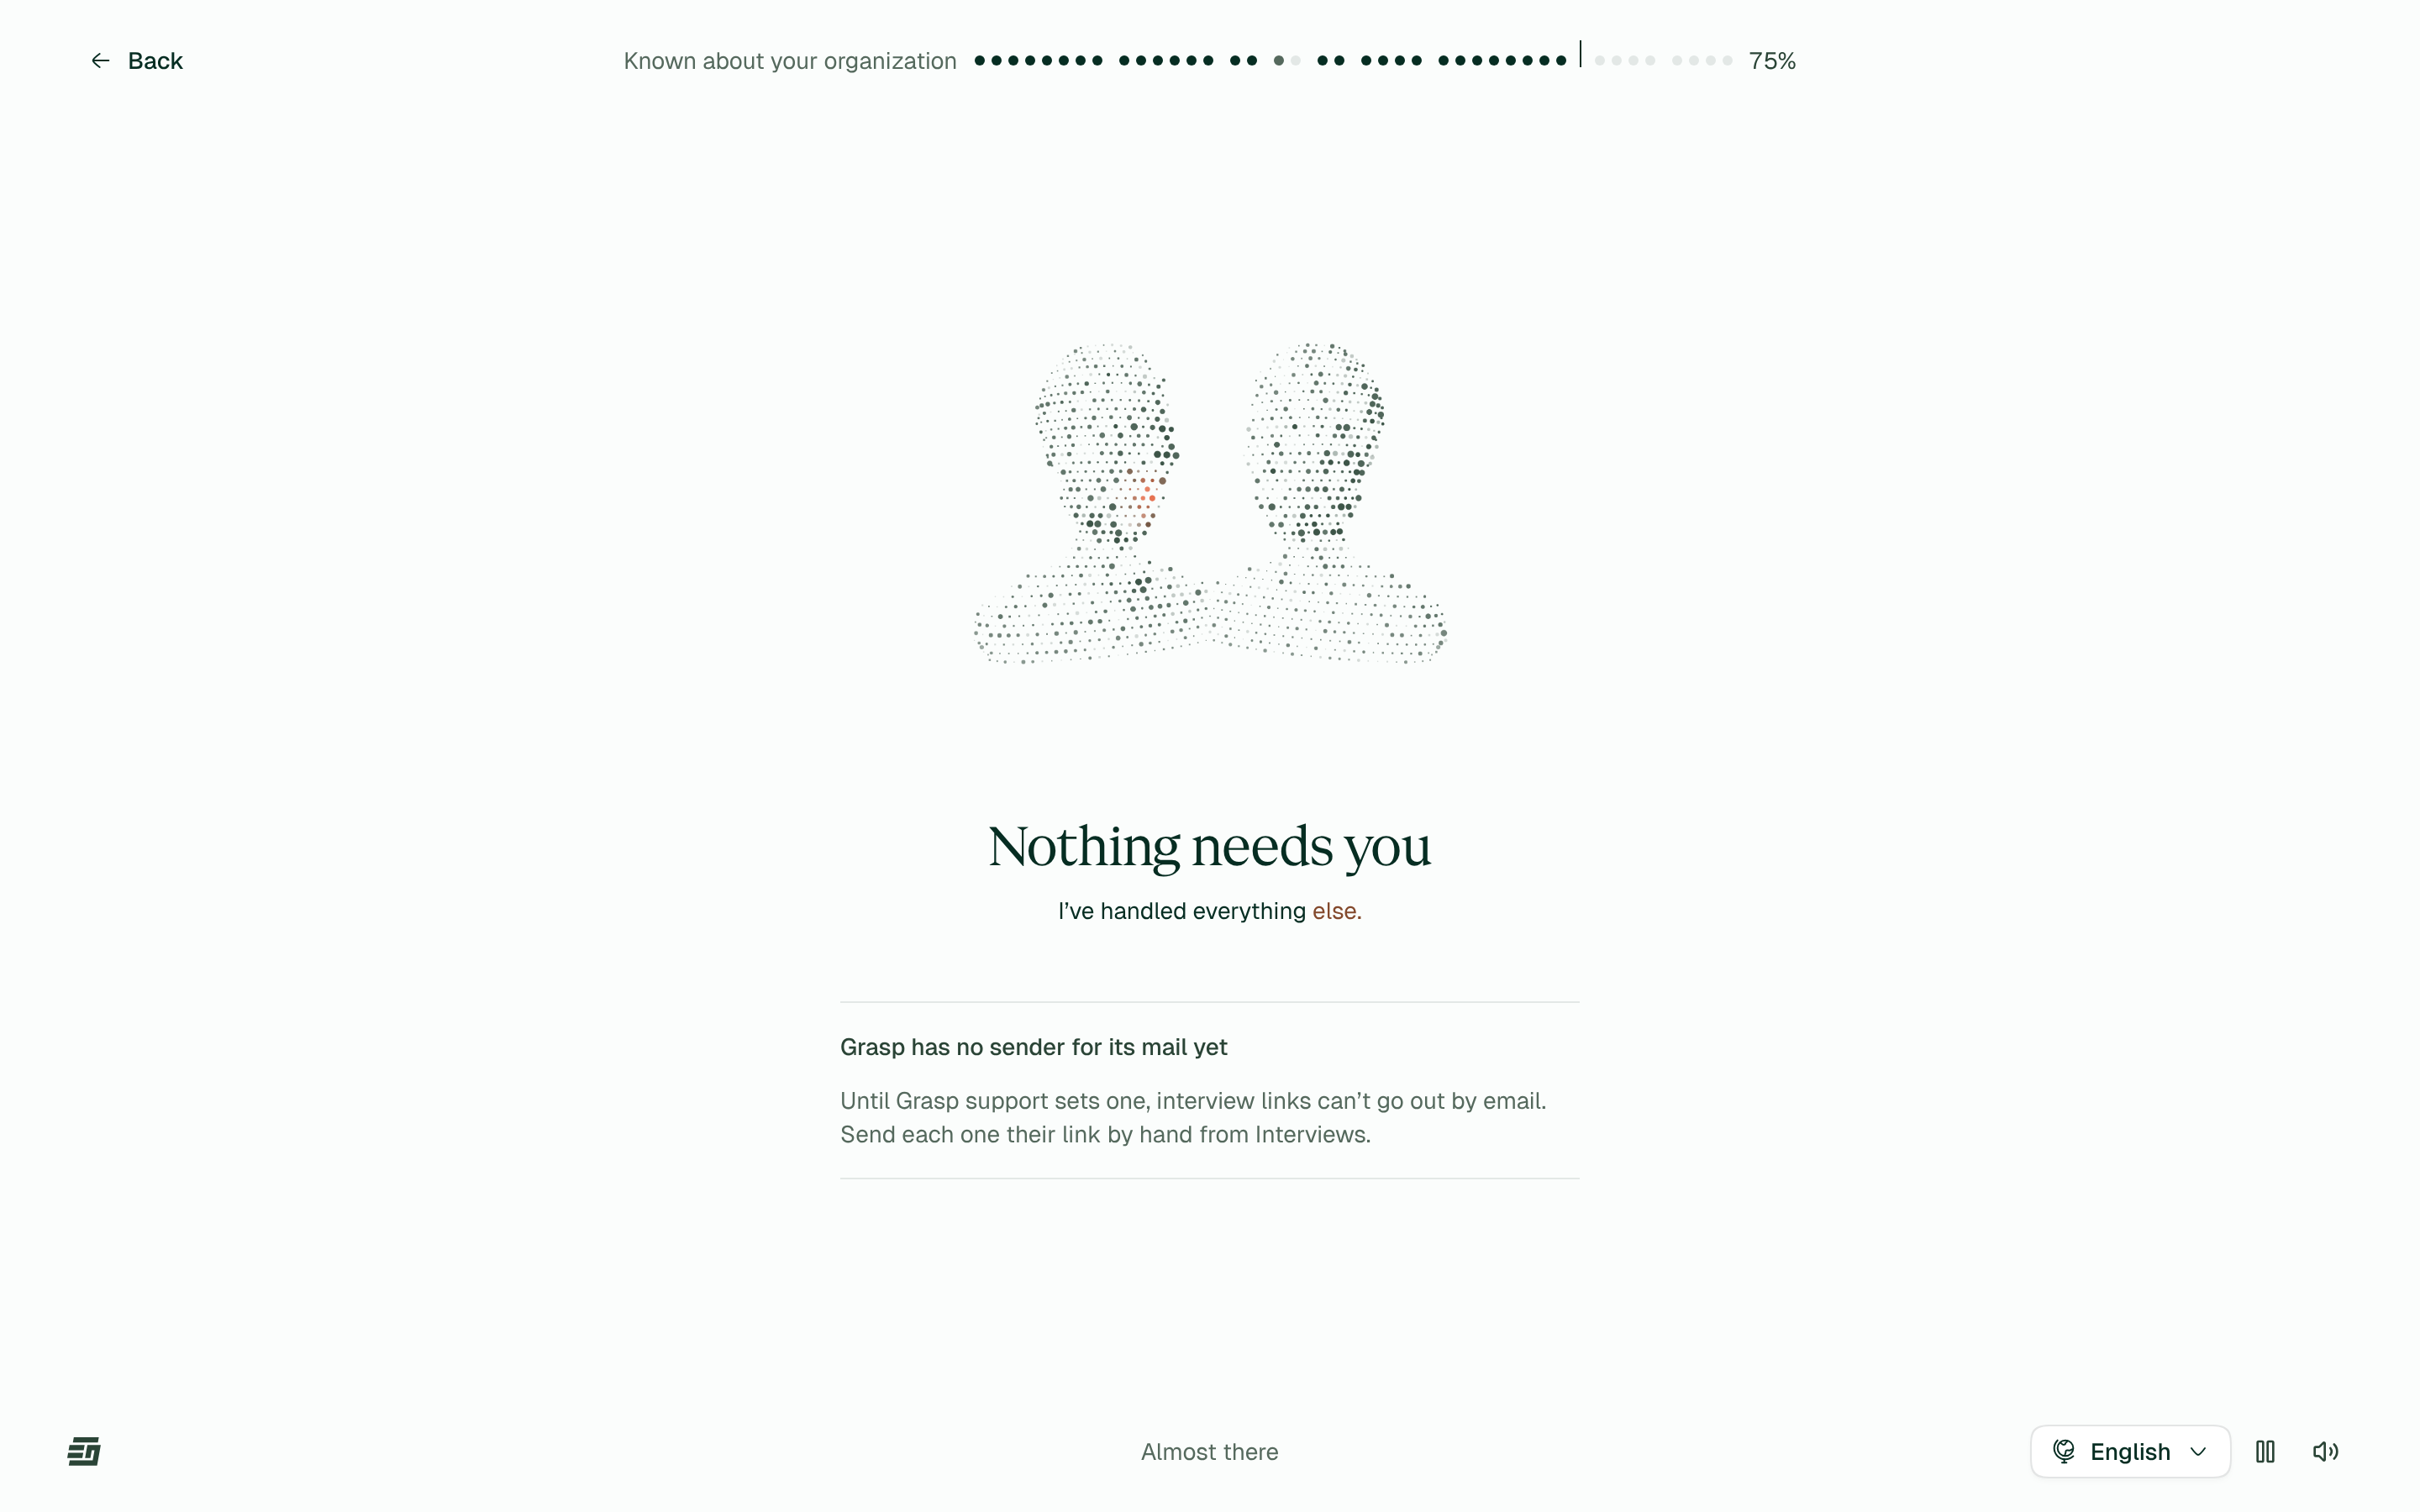 Back
Known about your organization
75%
Nothing needs you
I’ve handled everything else.
Grasp has no sender for its mail yet
Until Grasp support sets one, interview links can’t go out by email.
Send each one their link by hand from Interviews.
Almost there
English